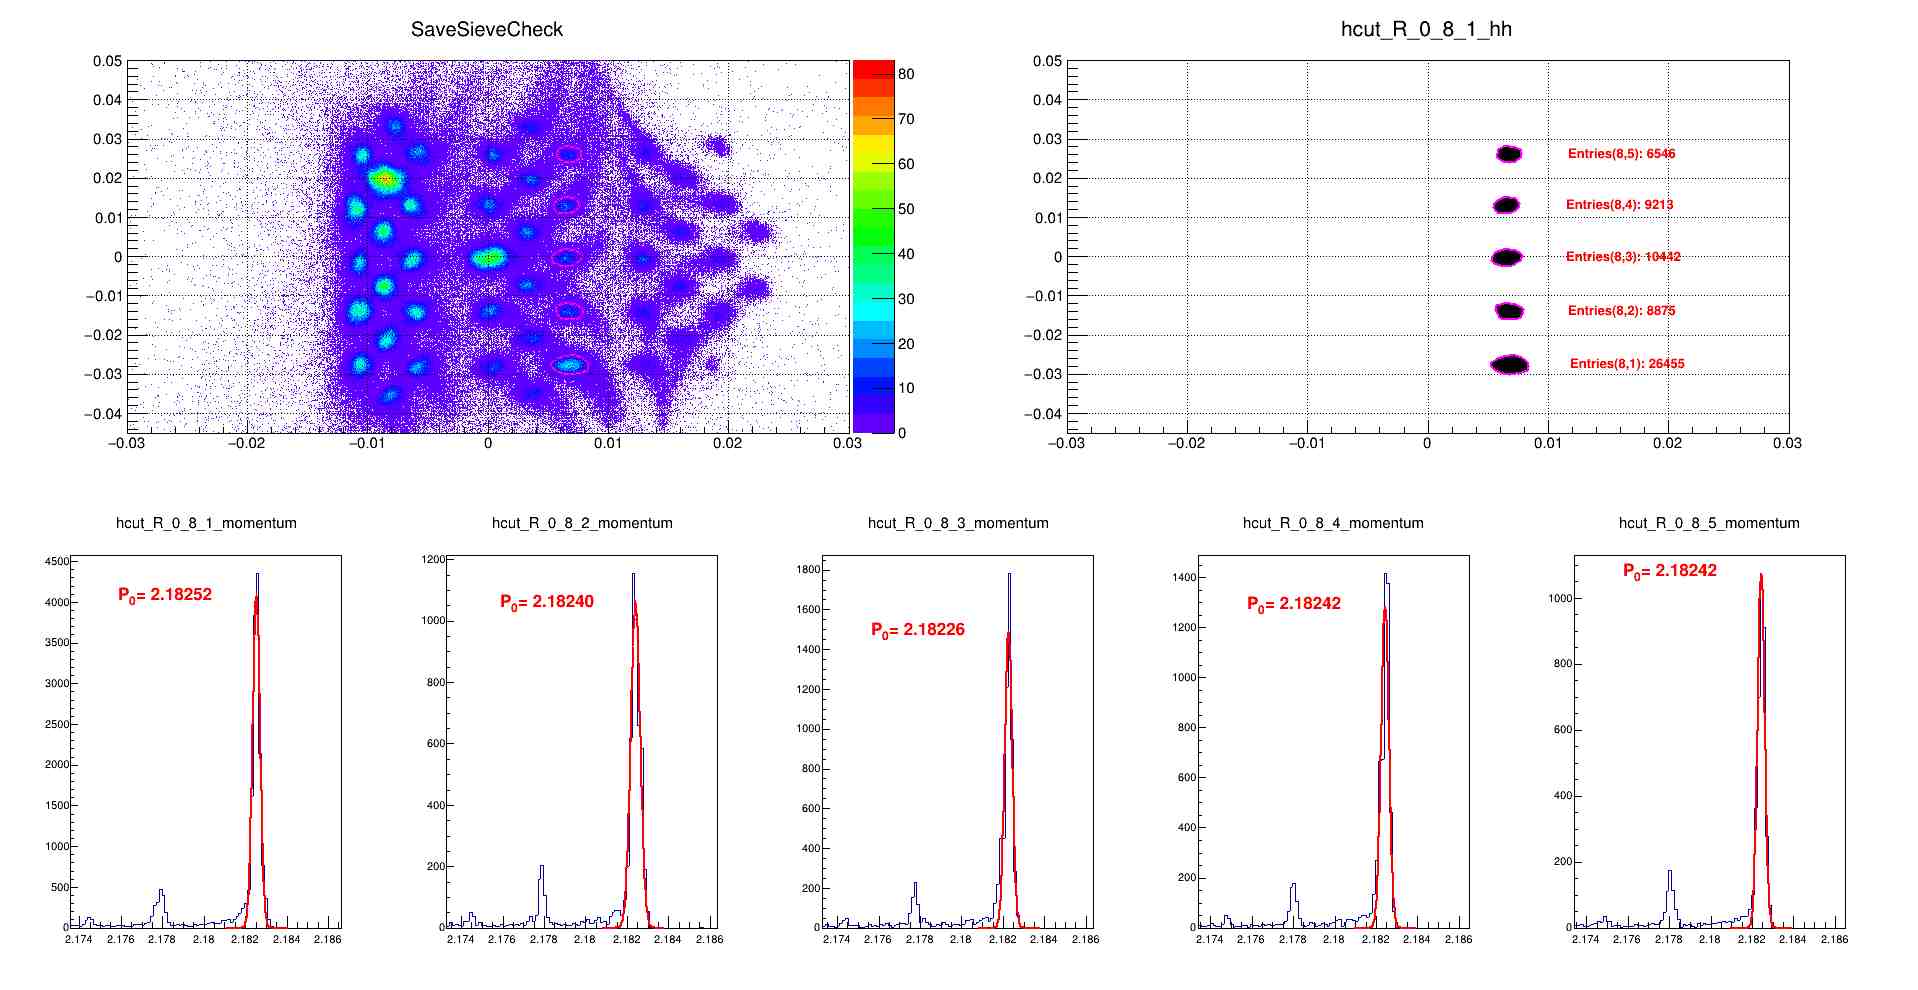 SaveSieveCheck
0.05
0.04
0.03
0.02
0.01
0
−0.01
−0.02
−0.03
−0.04
−0.03 −0.02 −0.01 0 0.01 0.02 0.03
80
70
60
50
40
30
20
10
0
hcut_R_0_8_1_hh
0.05
0.04
0.03
0.02
0.01
0
−0.01
−0.02
−0.03
−0.04
−0.03 −0.02 −0.01 0 0.01 0.02 0.03
Entries(8,5): 6546
Entries(8,4): 9213
Entries(8,3): 10442
Entries(8,2): 8875
Entries(8,1): 26455
hcut_R_0_8_1_momentum
4500
4000
3500
3000
2500
2000
1500
1000
500
0
2.174 2.176 2.178 2.18 2.182 2.184 2.186
P0= 2.18252
hcut_R_0_8_2_momentum
1200
1000
800
600
400
200
0
2.174 2.176 2.178 2.18 2.182 2.184 2.186
P0= 2.18240
hcut_R_0_8_3_momentum
1800
1600
1400
1200
1000
800
600
400
200
0
2.174 2.176 2.178 2.18 2.182 2.184 2.186
P0= 2.18226
hcut_R_0_8_4_momentum
1400
1200
1000
800
600
400
200
0
2.174 2.176 2.178 2.18 2.182 2.184 2.186
P0= 2.18242
hcut_R_0_8_5_momentum
1000
800
600
400
200
0
2.174 2.176 2.178 2.18 2.182 2.184 2.186
P0= 2.18242